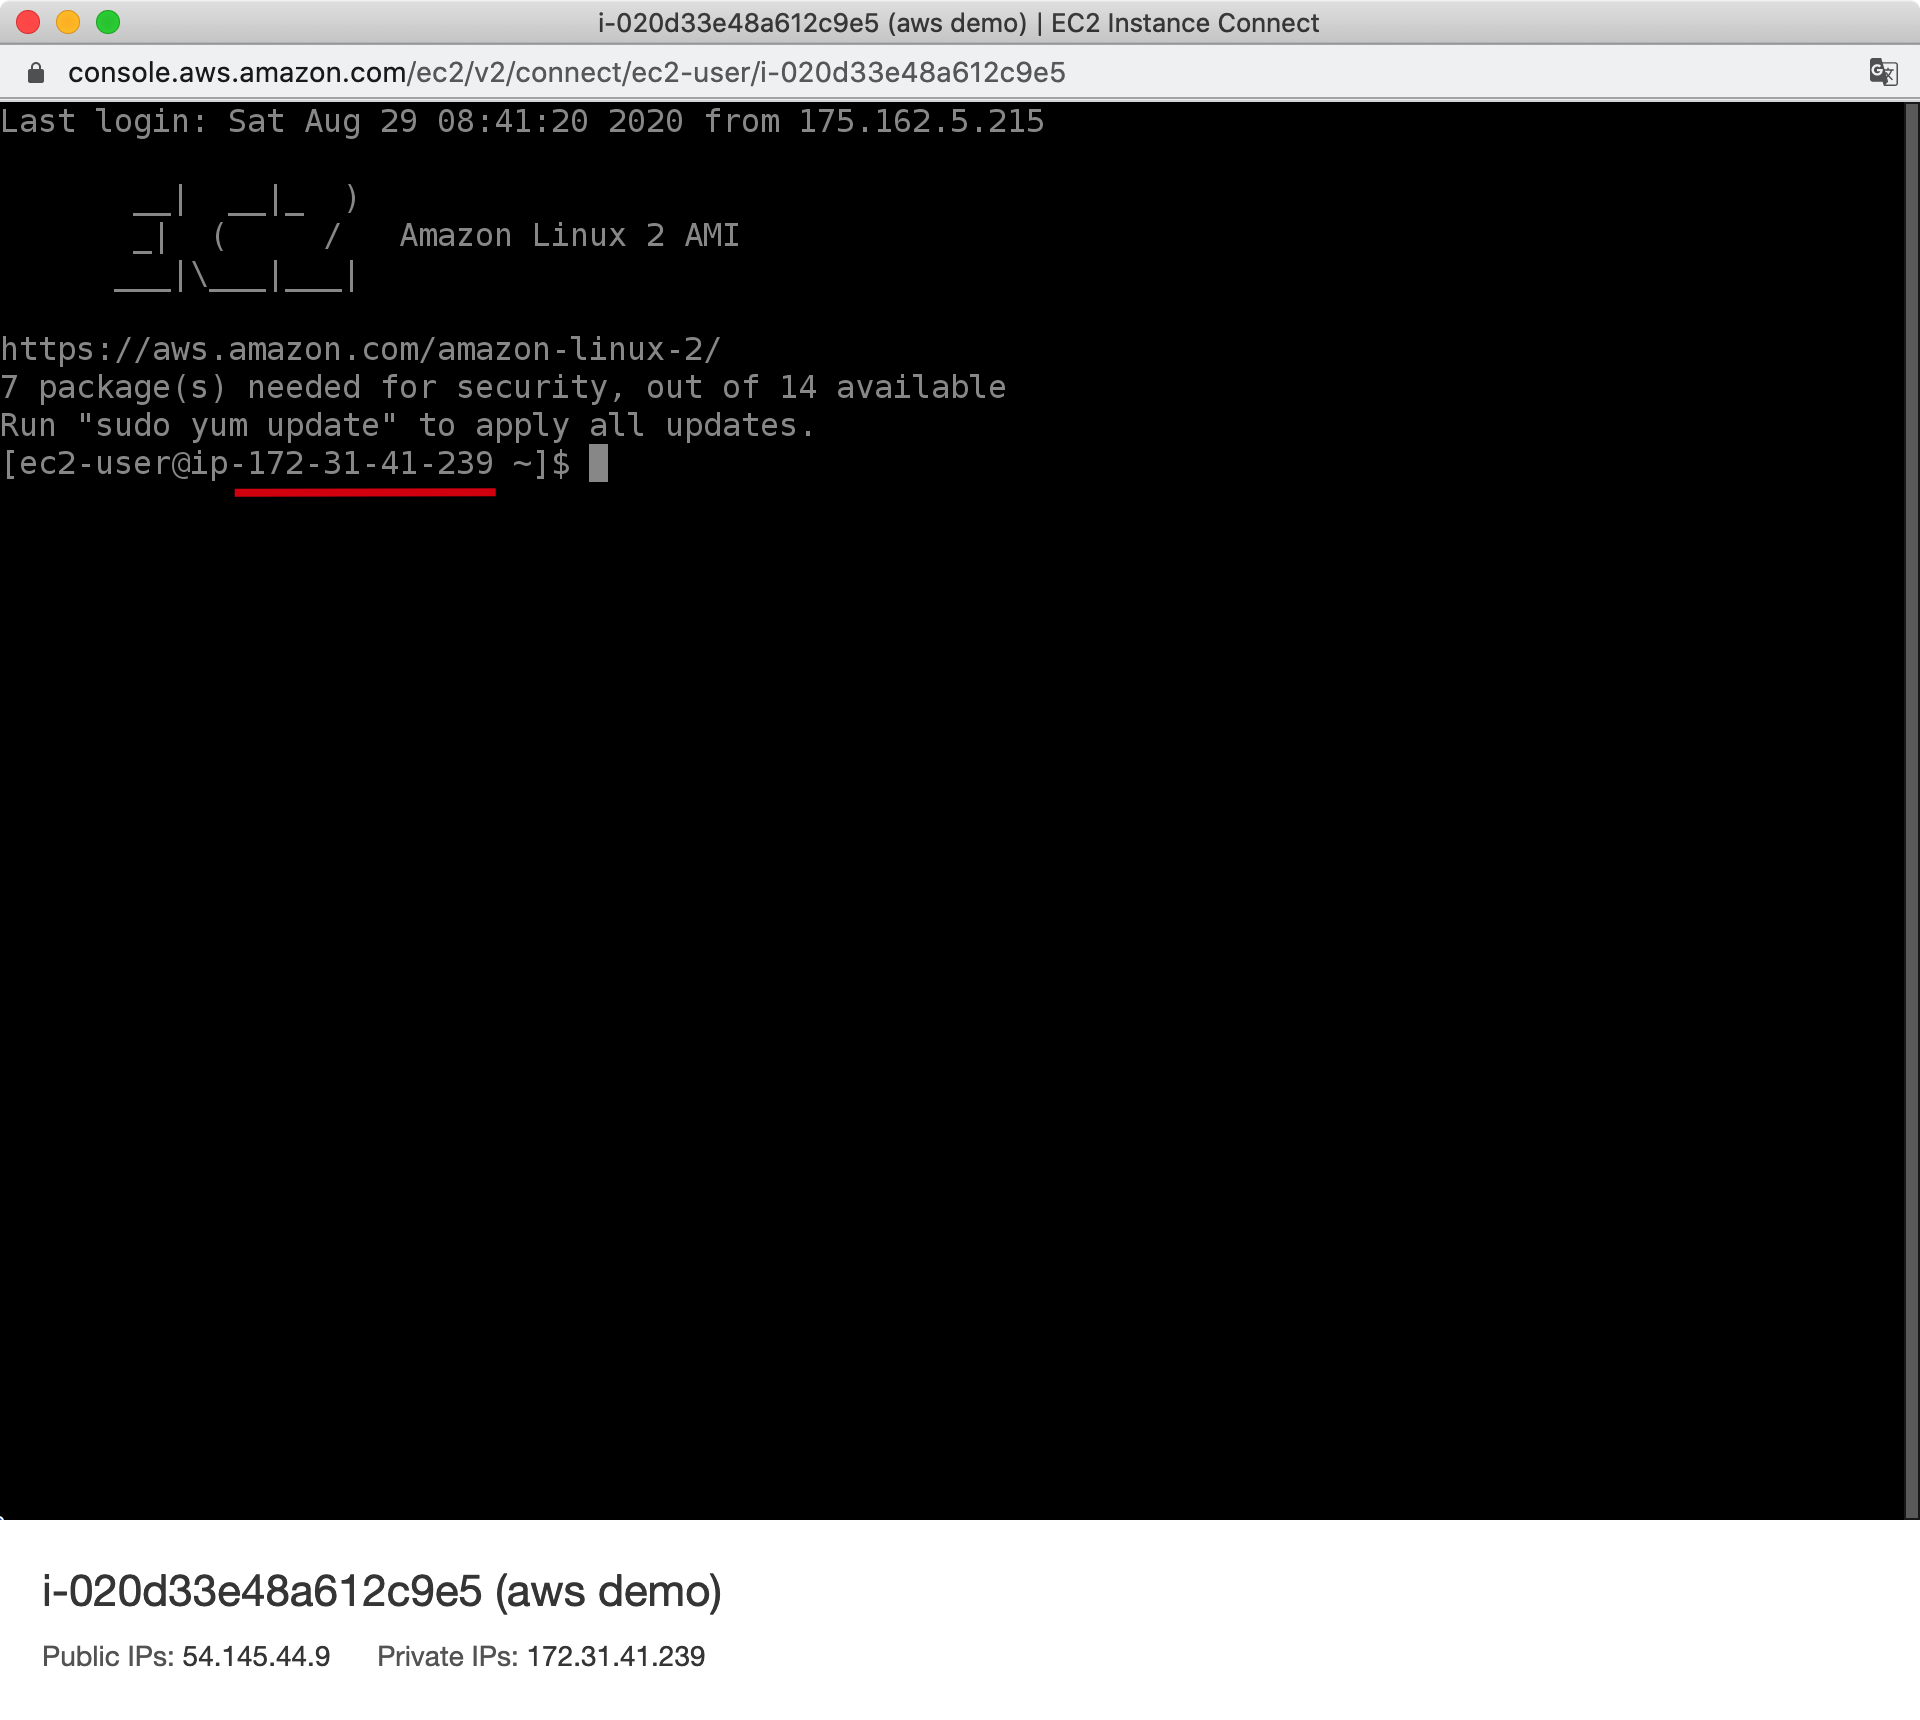 i-020d33e48a612c9e5 (aws demo) | EC2 Instance Connect
console.aws.amazon.com/ec2/v2/connect/ec2-user/i-020d33e48a612c9e5
Last login: Sat Aug 29 08:41:20 2020 from 175.162.5.215
       __|  __|_  )
       _|  (     /   Amazon Linux 2 AMI
      ___|\___|___|
https://aws.amazon.com/amazon-linux-2/
7 package(s) needed for security, out of 14 available
Run "sudo yum update" to apply all updates.
[ec2-user@ip-172-31-41-239 ~]$
i-020d33e48a612c9e5 (aws demo)
Public IPs: 54.145.44.9 Private IPs: 172.31.41.239